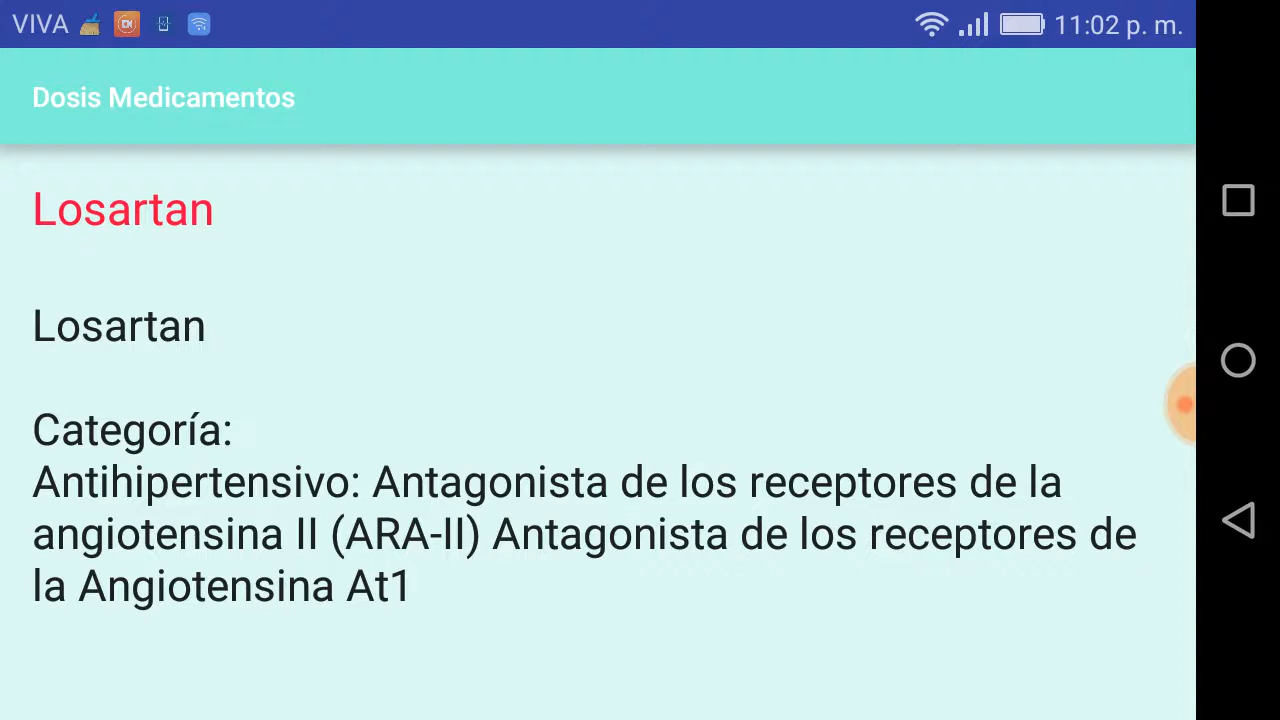 VIVA 11:02 p. m.
Dosis Medicamentos
Losartan
Losartan
Categoría:
Antihipertensivo: Antagonista de los receptores de la
angiotensina II (ARA-II) Antagonista de los receptores de
la Angiotensina At1